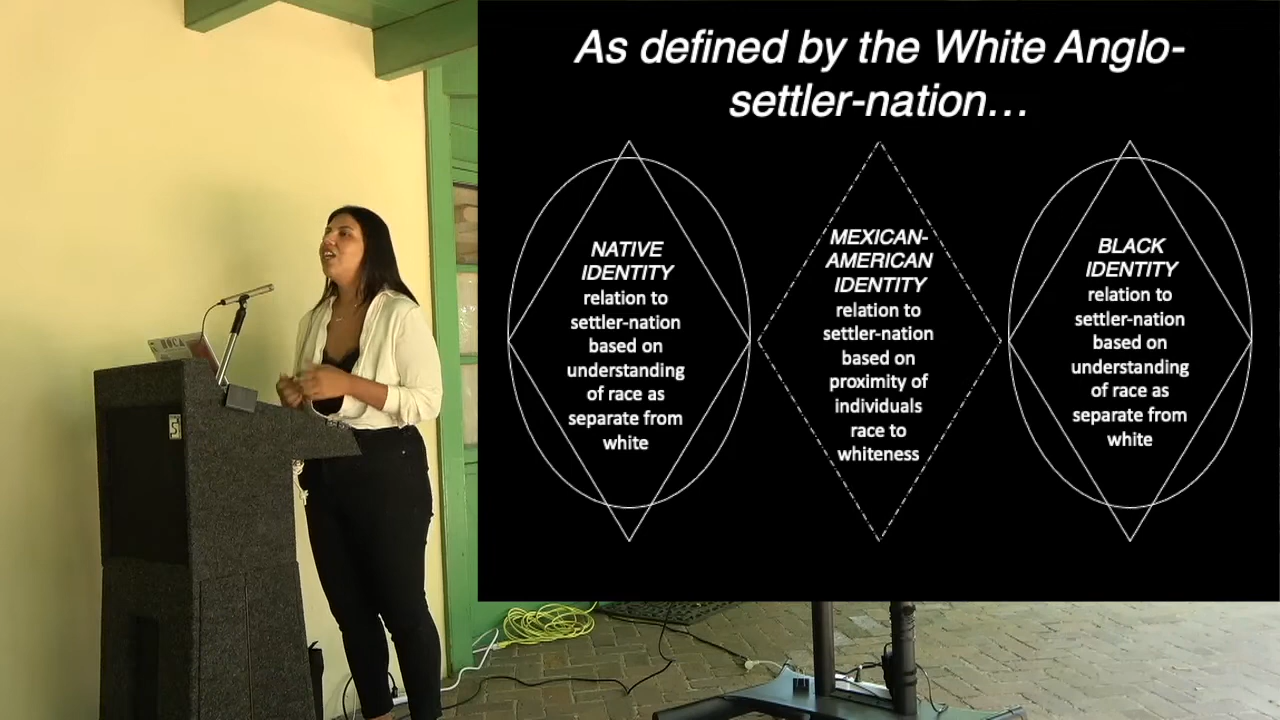 As defined by the White Anglo-
settler-nation…
NATIVE
IDENTITY
relation to
settler-nation
based on
understanding
of race as
separate from
white
MEXICAN-
AMERICAN
IDENTITY
relation to
settler-nation
based on
proximity of
individuals
race to
whiteness
BLACK
IDENTITY
relation to
settler-nation
based on
understanding
of race as
separate from
white